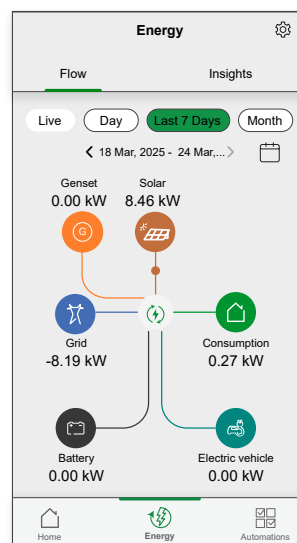 Energy
Flow Insights
Live Day Last 7 Days Month
18 Mar, 2025 - 24 Mar,...
Genset Solar
0.00 kW 8.46 kW
G
Grid Consumption
-8.19 kW 0.27 kW
Battery Electric vehicle
0.00 kW 0.00 kW
Home Energy Automations